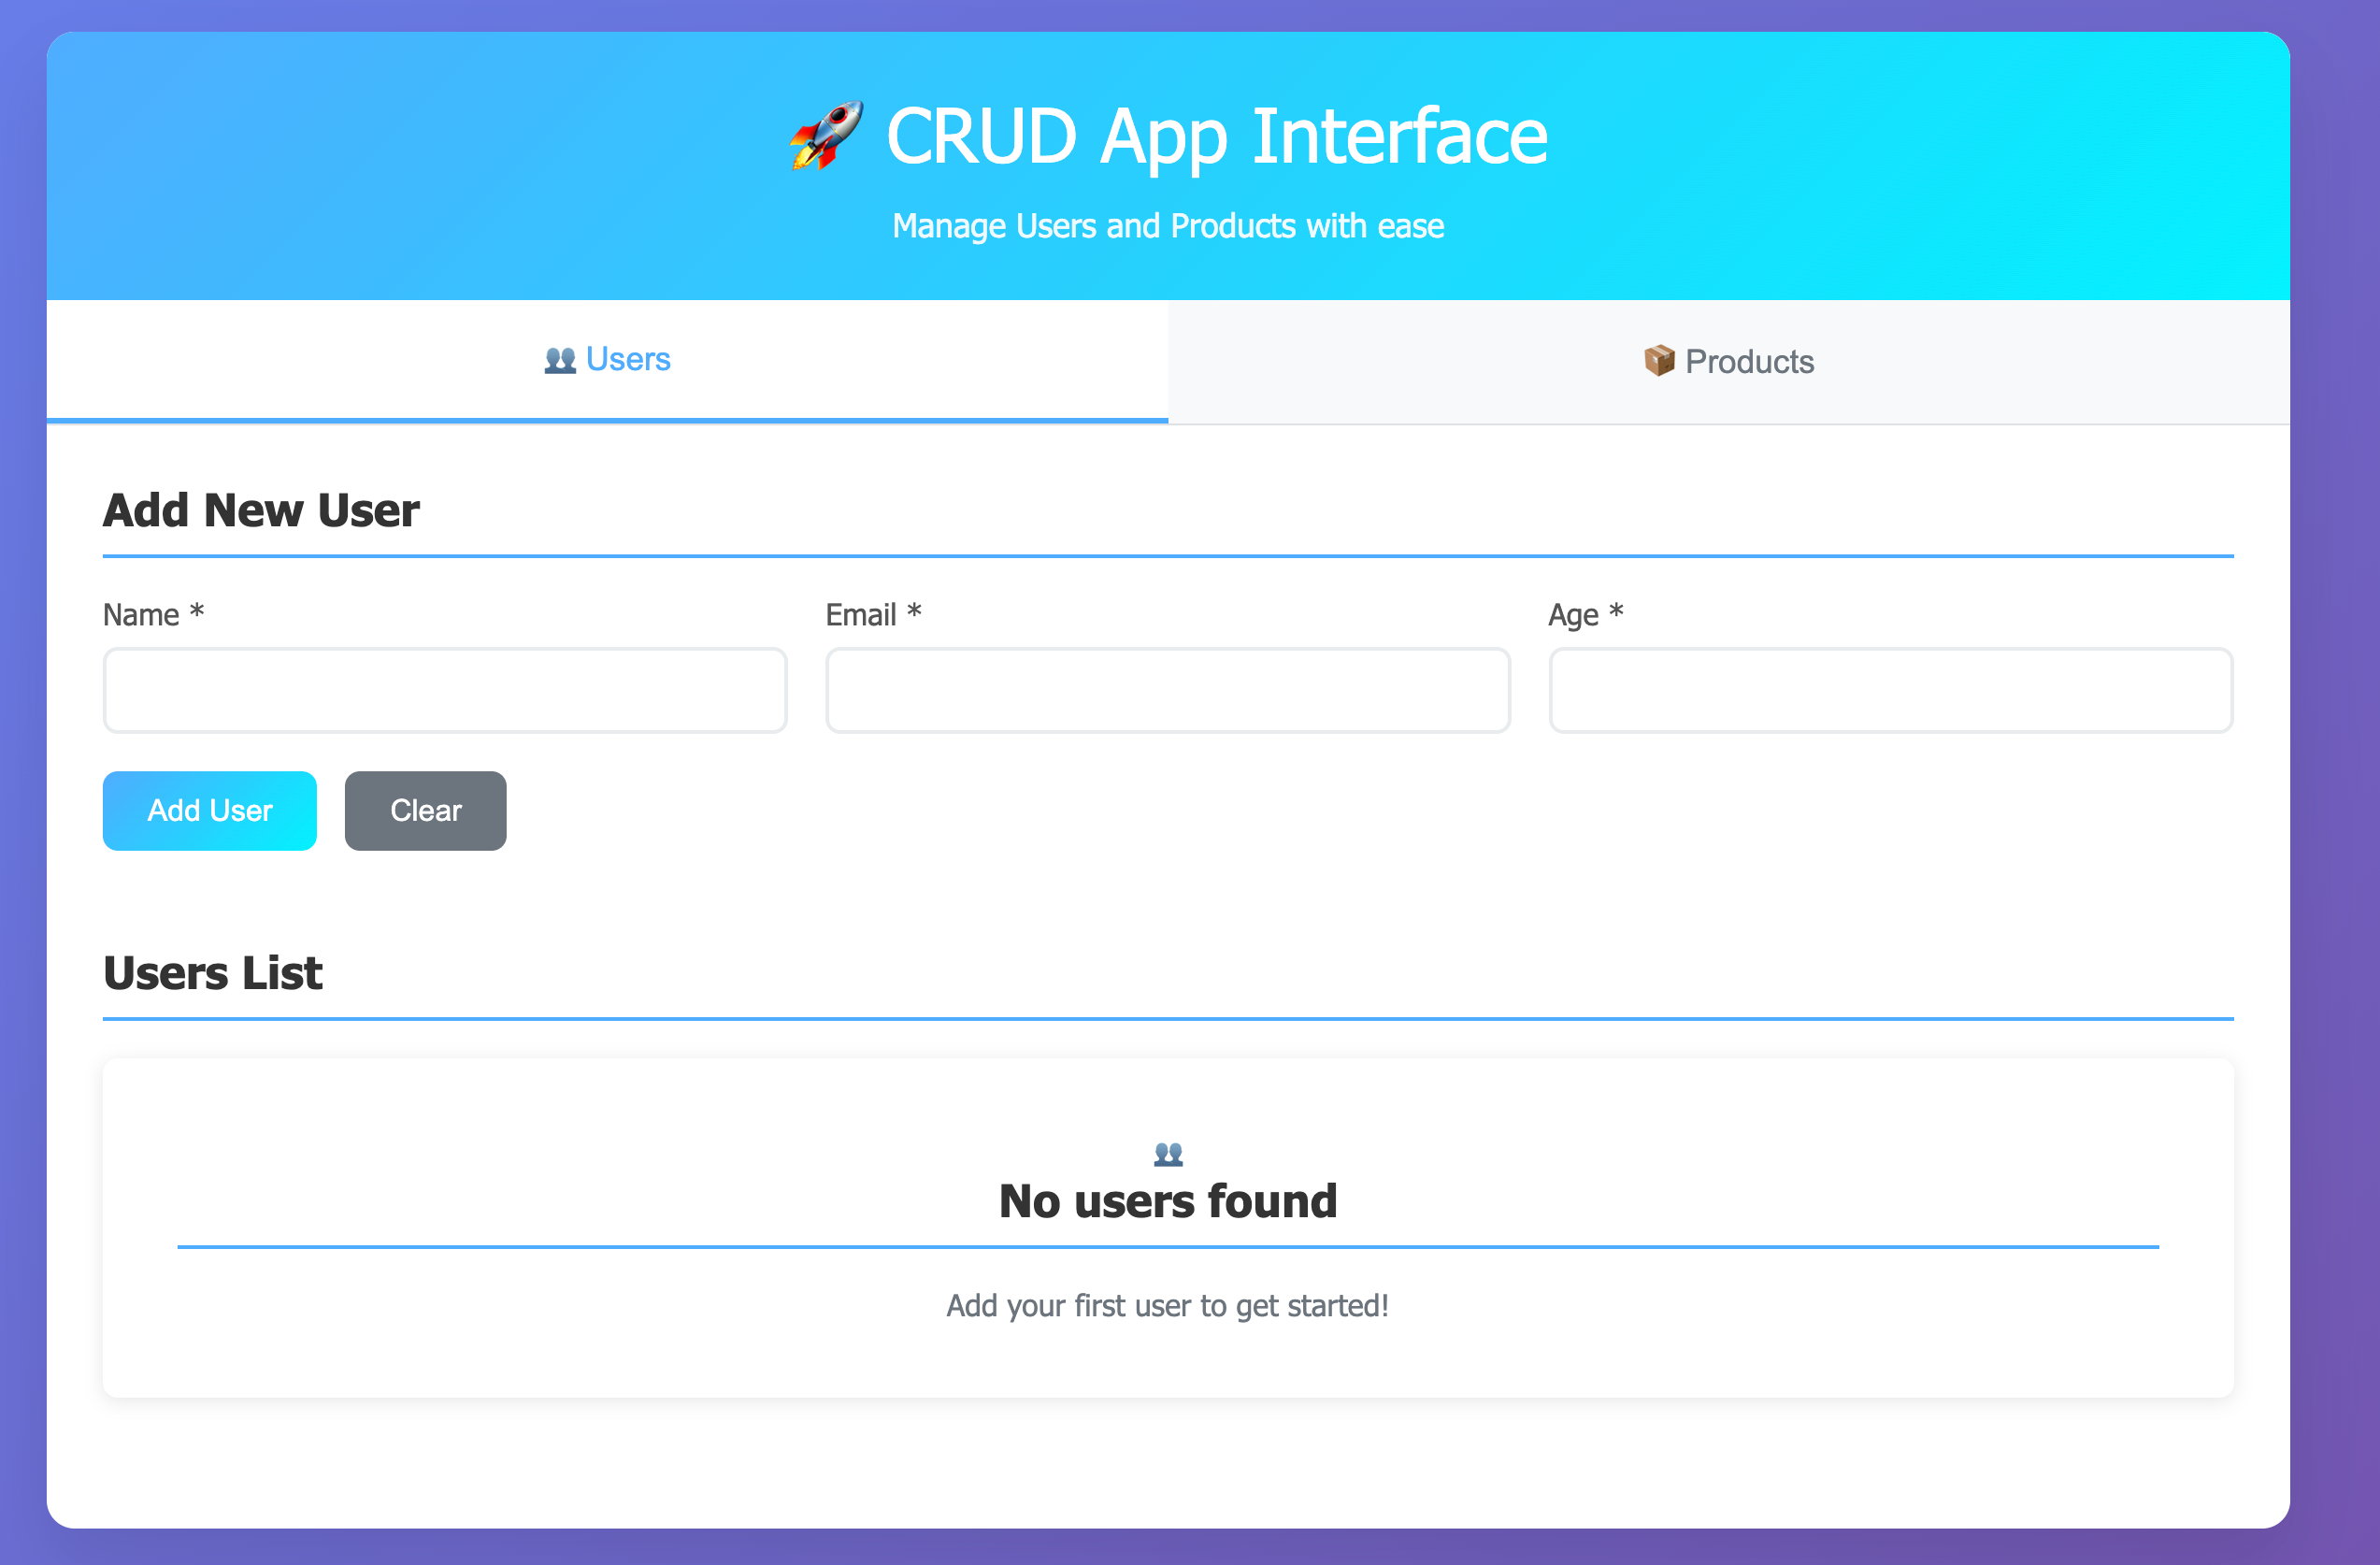 🚀 CRUD App Interface
Manage Users and Products with ease
👥 Users
📦 Products
Add New User
Name *
Email *
Age *
Add User
Clear
Users List
👥
No users found
Add your first user to get started!